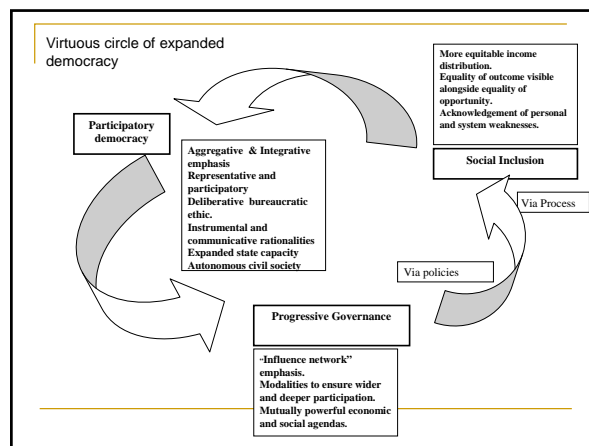 Virtuous circle of expanded
democracy
More equitable income
distribution.
Equality of outcome visible
alongside equality of
opportunity.
Acknowledgement of personal
and system weaknesses.
Social Inclusion
Via Process
Via policies
Participatory
democracy
Aggregative & Integrative
emphasis
Representative and
participatory
Deliberative bureaucratic
ethic.
Instrumental and
communicative rationalities
Expanded state capacity
Autonomous civil society
Progressive Governance
“Influence network”
emphasis.
Modalities to ensure wider
and deeper participation.
Mutually powerful economic
and social agendas.